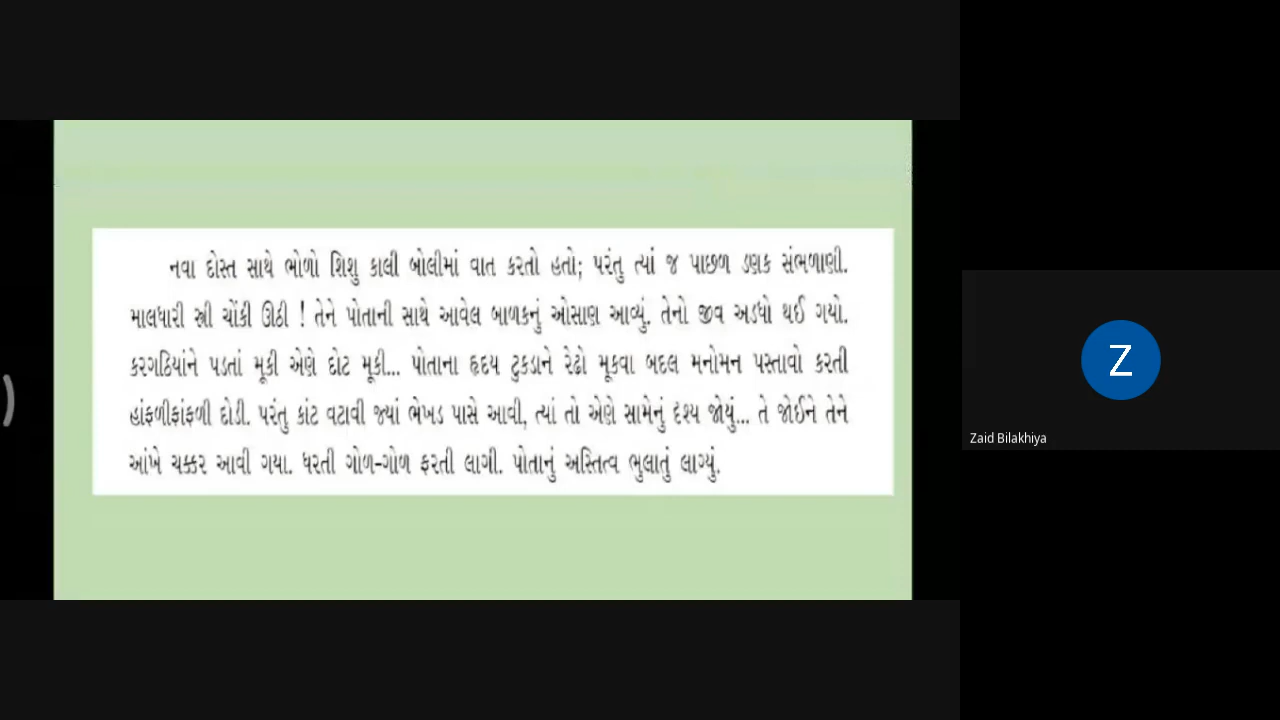 નવા દોસ્ત સાથે ભોળો શિશુ કાલી બોલીમાં વાત કરતો હતો; પરંતુ ત્યાં જ પાછળ ડણક સંભળાણી.
માલધારી સ્ત્રી ચોંકી ઊઠી ! તેને પોતાની સાથે આવેલ બાળકનું ઓસાણ આવ્યું. તેનો જીવ અડધો થઈ ગયો.
કરગઠિયાંને પડતાં મૂકી એણે દોટ મૂકી... પોતાના હૃદય ટુકડાને રેઢો મૂકવા બદલ મનોમન પસ્તાવો કરતી
હાંફળીફાંફળી દોડી. પરંતુ કાંટ વટાવી જ્યાં ભેખડ પાસે આવી, ત્યાં તો એણે સામેનું દૃશ્ય જોયું... તે જોઈને તેને
આંખે ચક્કર આવી ગયા. ધરતી ગોળ-ગોળ ફરતી લાગી. પોતાનું અસ્તિત્વ ભુલાતું લાગ્યું.
Z
Zaid Bilakhiya